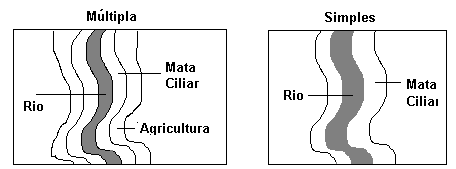 Múltipla
Mata
Ciliar
Rio
Agricultura
Simples
Rio
Mata
Ciliar